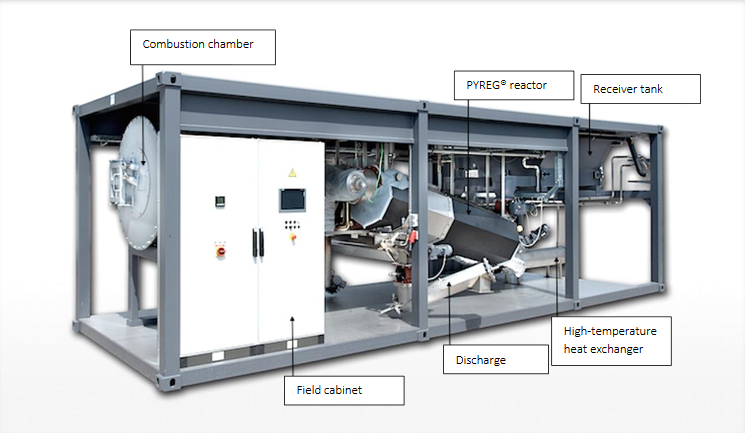 Combustion chamber
PYREG® reactor
Receiver tank
High-temperature
heat exchanger
Discharge
Field cabinet